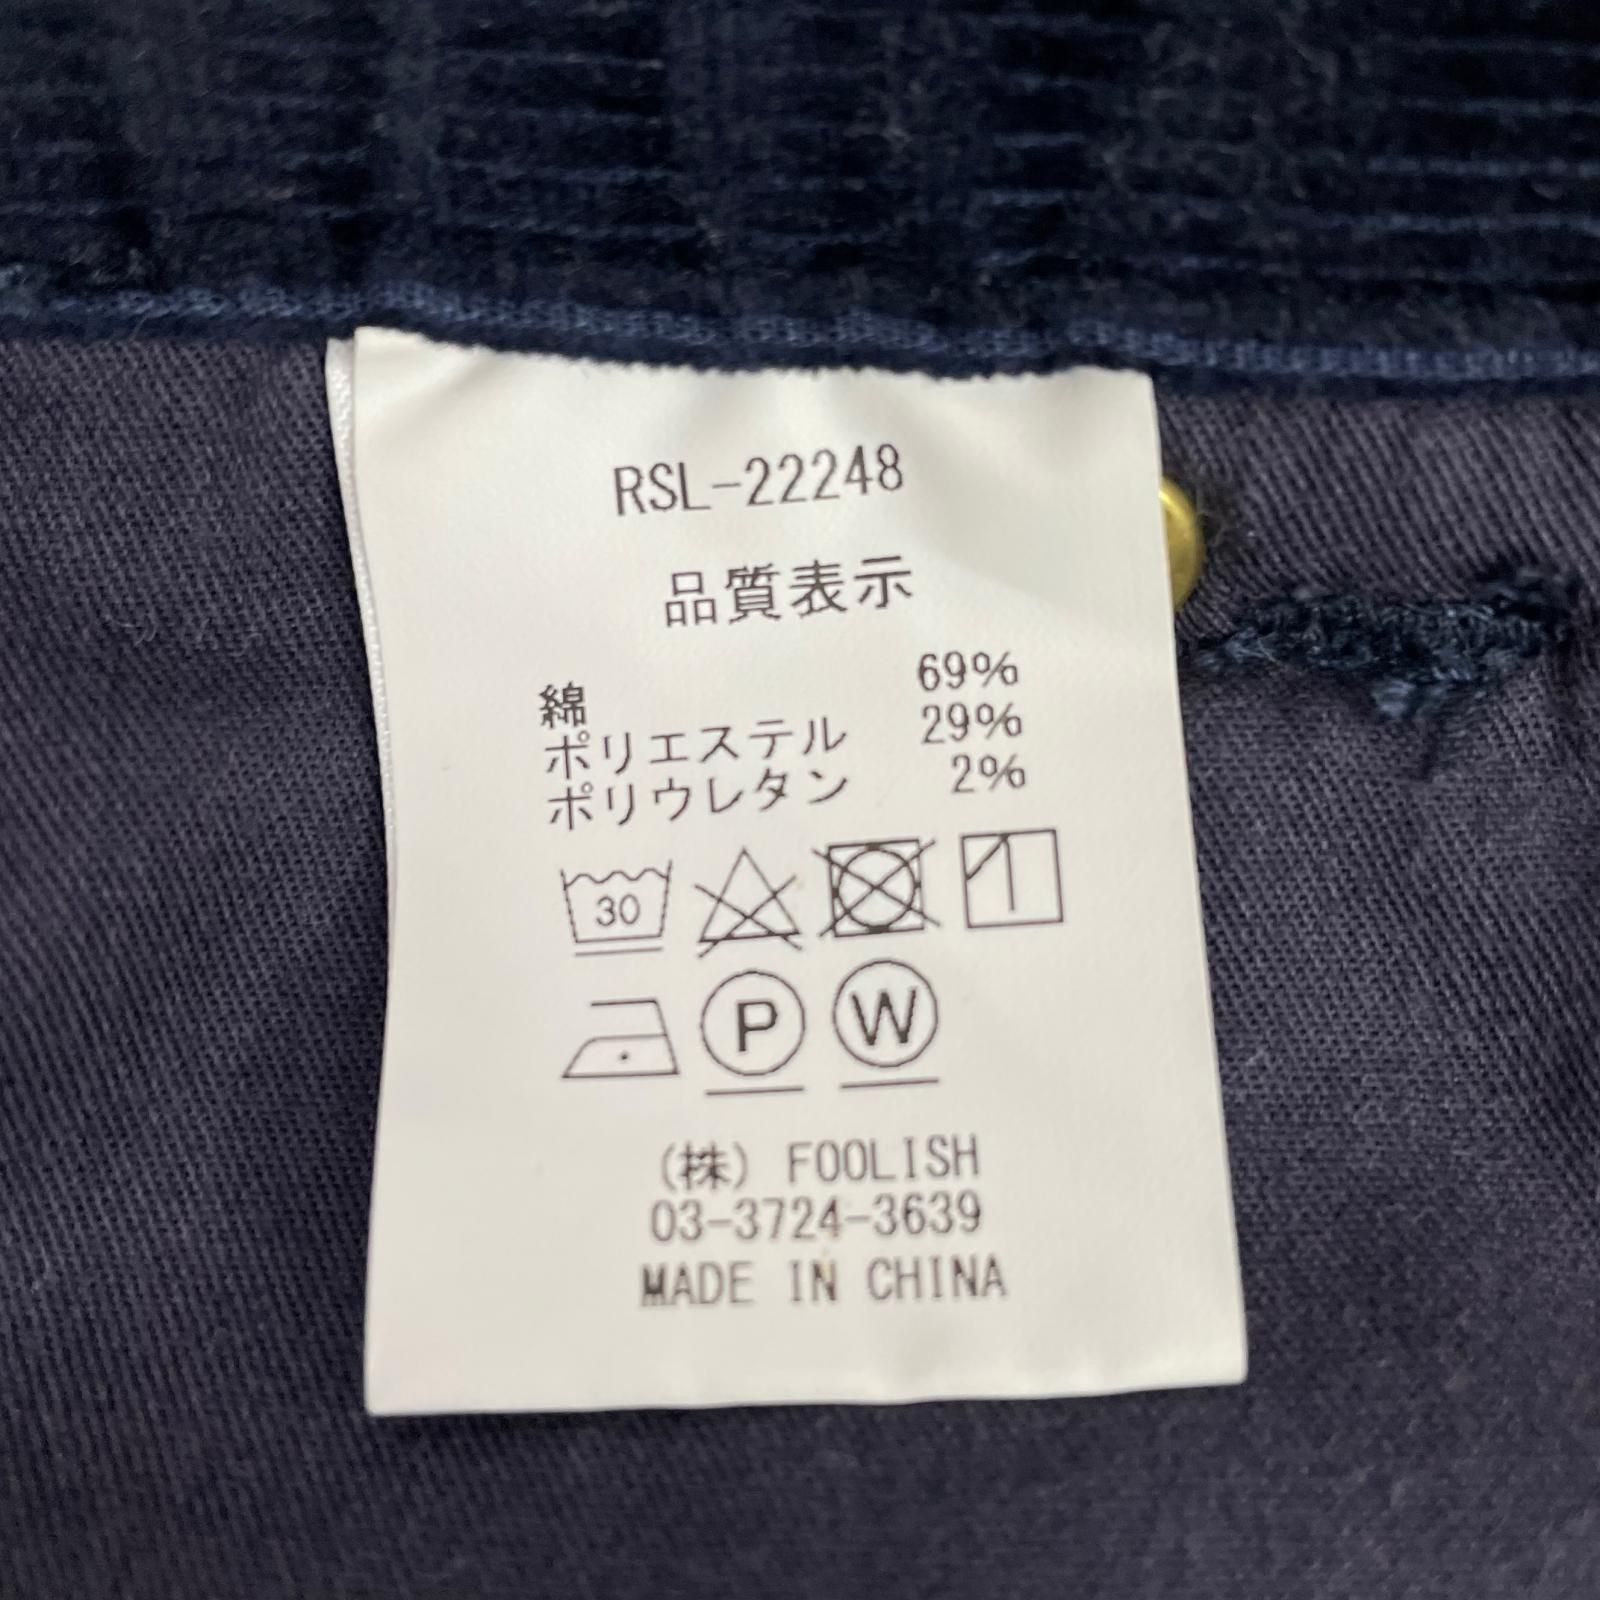 RSL-22248
品質表示
綿 69%
ポリエステル 29%
ポリウレタン 2%
30
P W
(株) FOOLISH
03-3724-3639
MADE IN CHINA